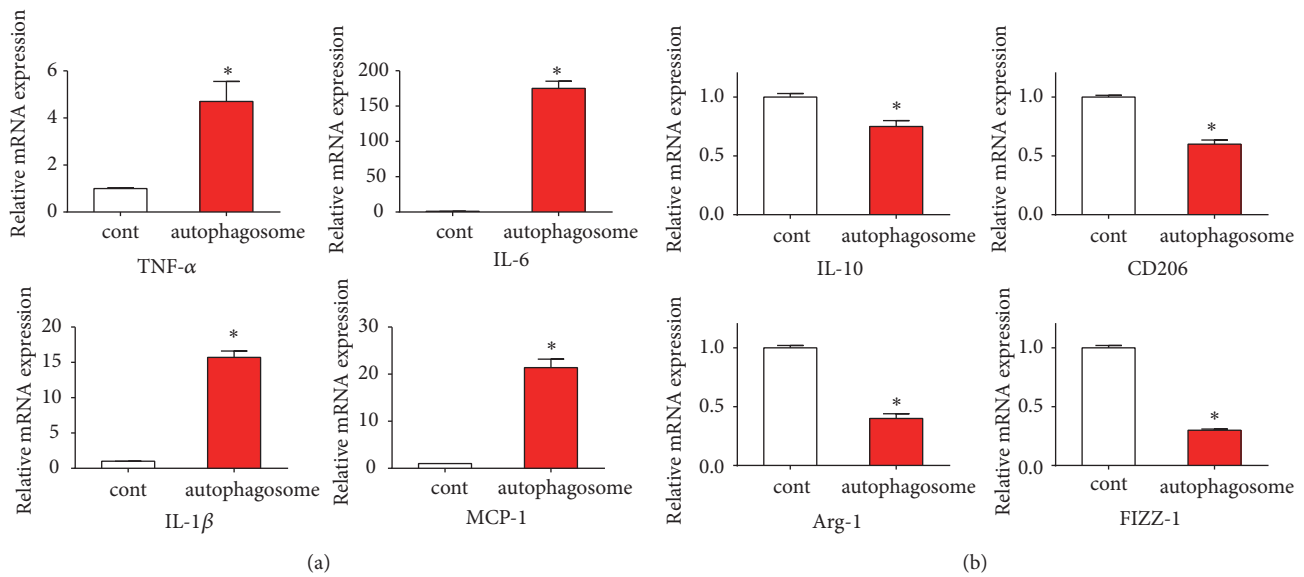 Relative mRNA expression
6
4
2
0
*
cont autophagosome
TNF-α
Relative mRNA expression
200
150
100
50
0
*
cont autophagosome
IL-6
Relative mRNA expression
20
15
10
5
0
*
cont autophagosome
IL-1β
Relative mRNA expression
30
20
10
0
*
cont autophagosome
MCP-1
(a)
Relative mRNA expression
1.0
0.5
0.0
*
cont autophagosome
IL-10
Relative mRNA expression
1.0
0.5
0.0
*
cont autophagosome
CD206
Relative mRNA expression
1.0
0.5
0.0
*
cont autophagosome
Arg-1
Relative mRNA expression
1.0
0.5
0.0
*
cont autophagosome
FIZZ-1
(b)